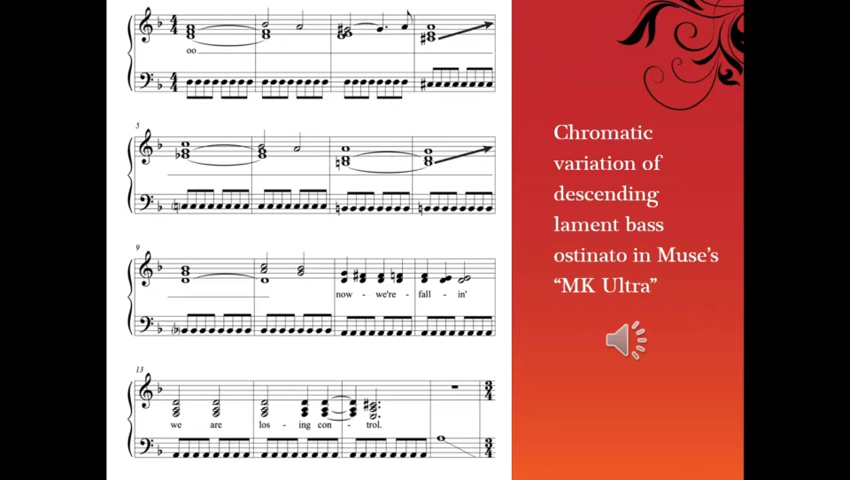 oo
5
9
now - we're - fall - in'
13
we are los - ing con - trol.
Chromatic
variation of
descending
lament bass
ostinato in Muse's
“MK Ultra”